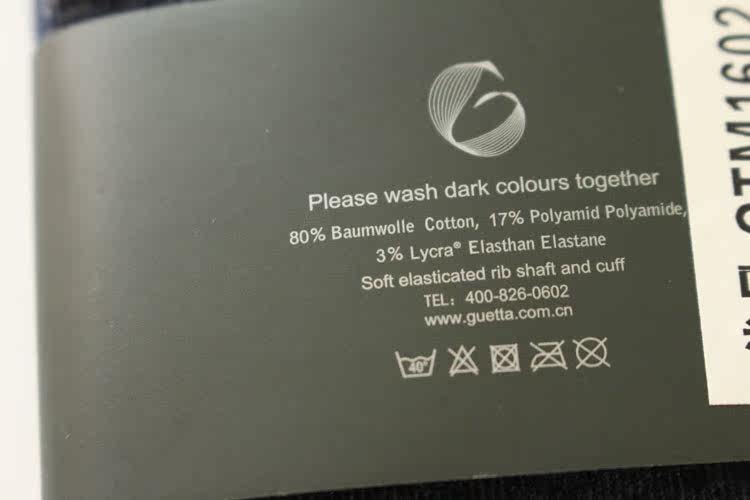 Please wash dark colours together
80% Baumwolle Cotton, 17% Polyamid Polyamide,
3% Lycra® Elasthan Elastane
Soft elasticated rib shaft and cuff
TEL: 400-826-0602
www.guetta.com.cn
40°